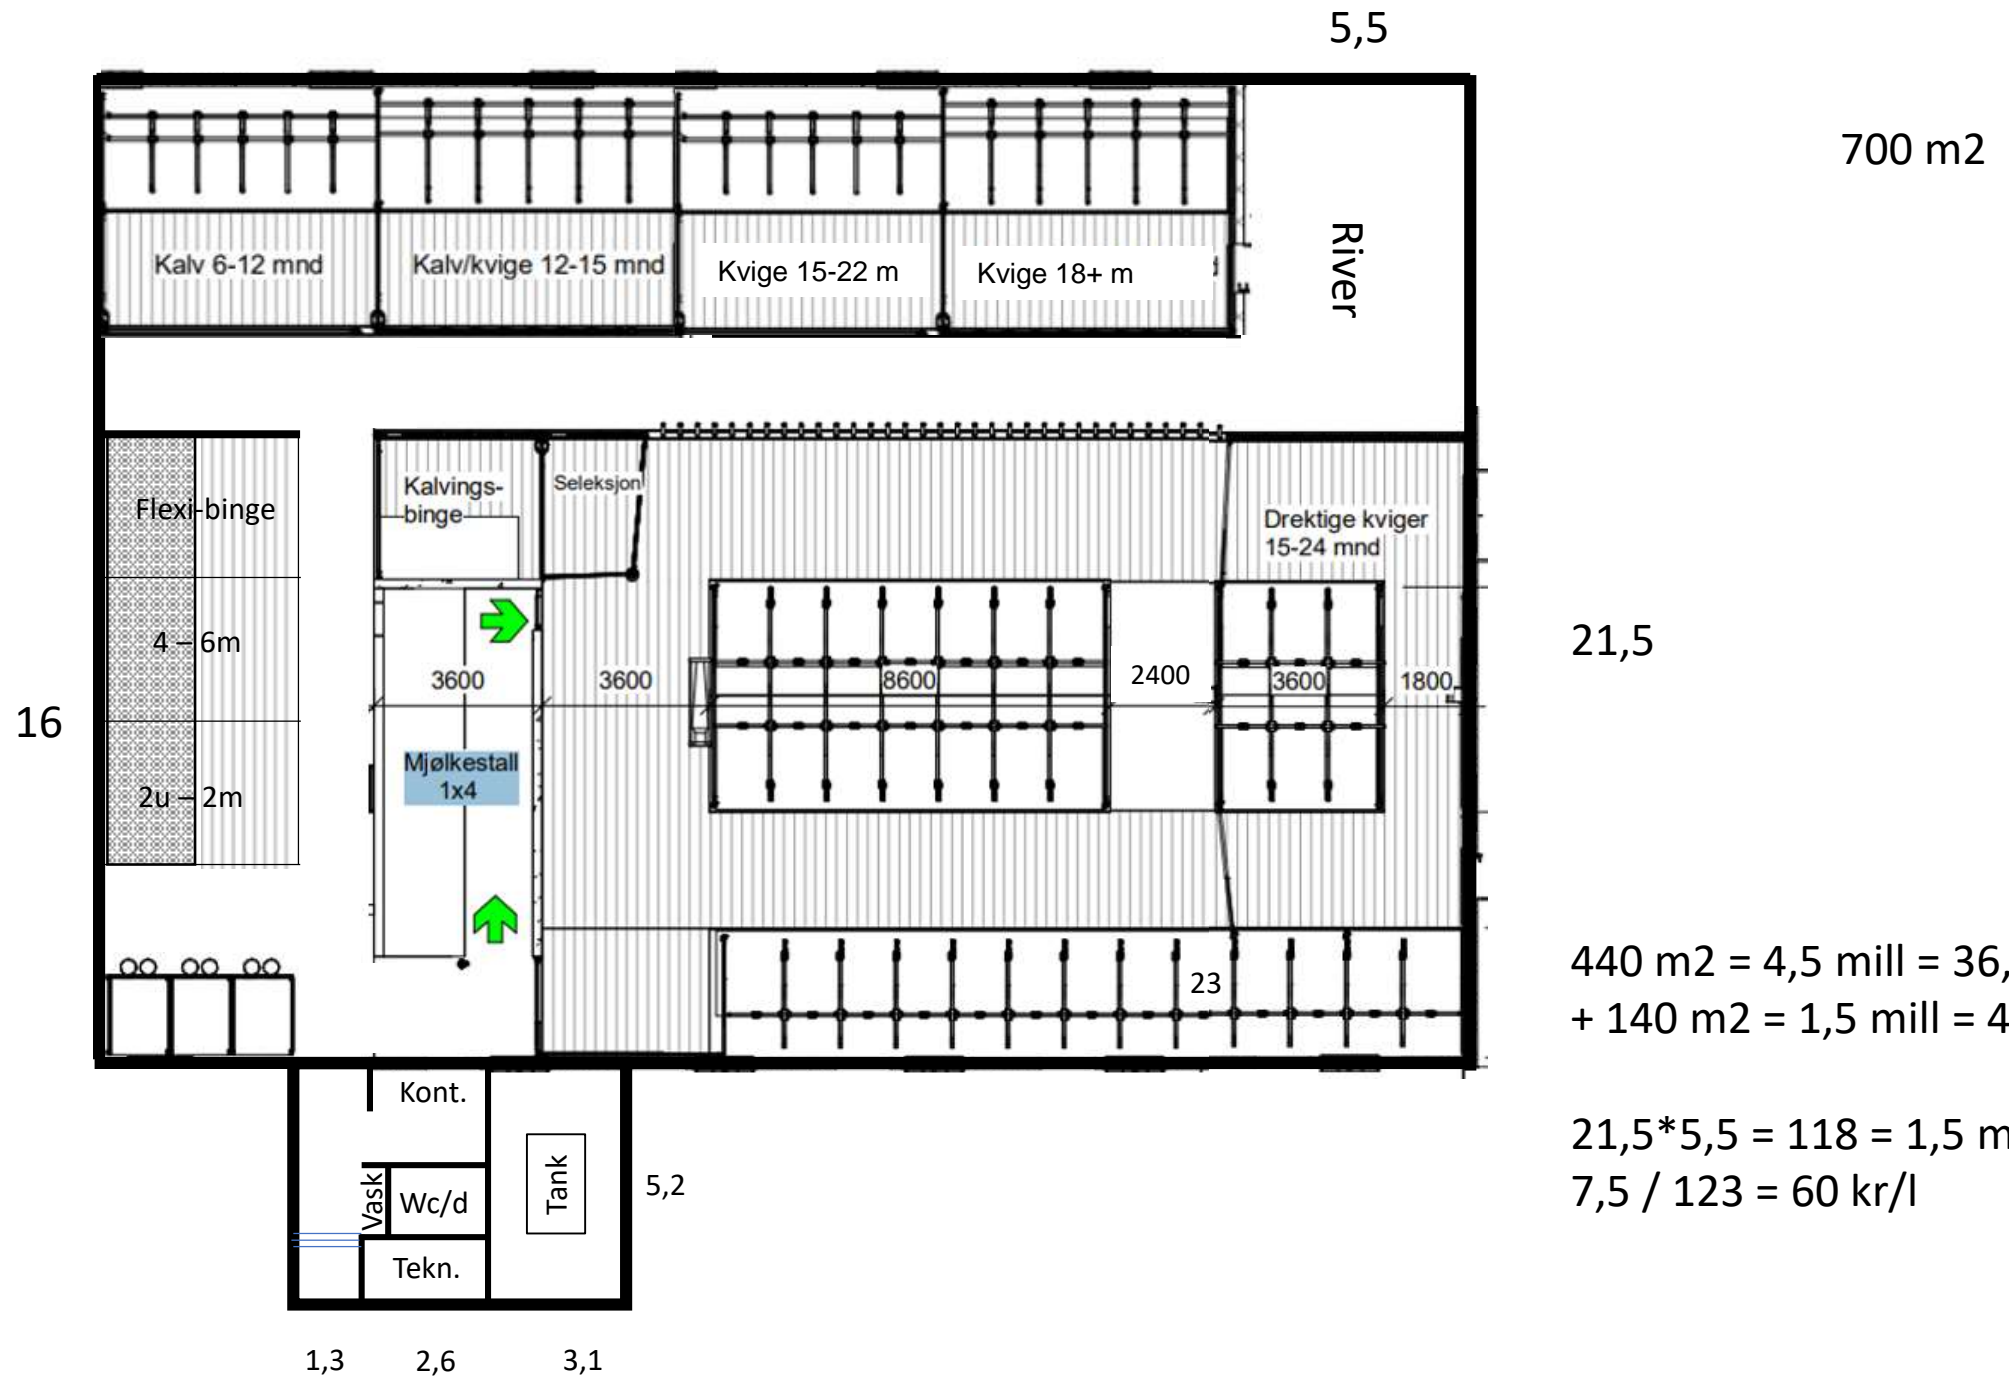 5,5
700 m2
River
Kalv 6-12 mnd
Kalv/kvige 12-15 mnd
Kvige 15-22 m
Kvige 18+ m
Flexi-binge
Kalvings-
binge
Seleksjon
Drektige kviger
15-24 mnd
4 – 6m
21,5
3600
3600
8600
2400
3600
1800
16
Mjølkestall
1x4
2u – 2m
23
440 m2 = 4,5 mill = 36,
+ 140 m2 = 1,5 mill = 4
Kont.
21,5*5,5 = 118 = 1,5 m
7,5 / 123 = 60 kr/l
Vask
Wc/d
Tank
5,2
Tekn.
1,3
2,6
3,1